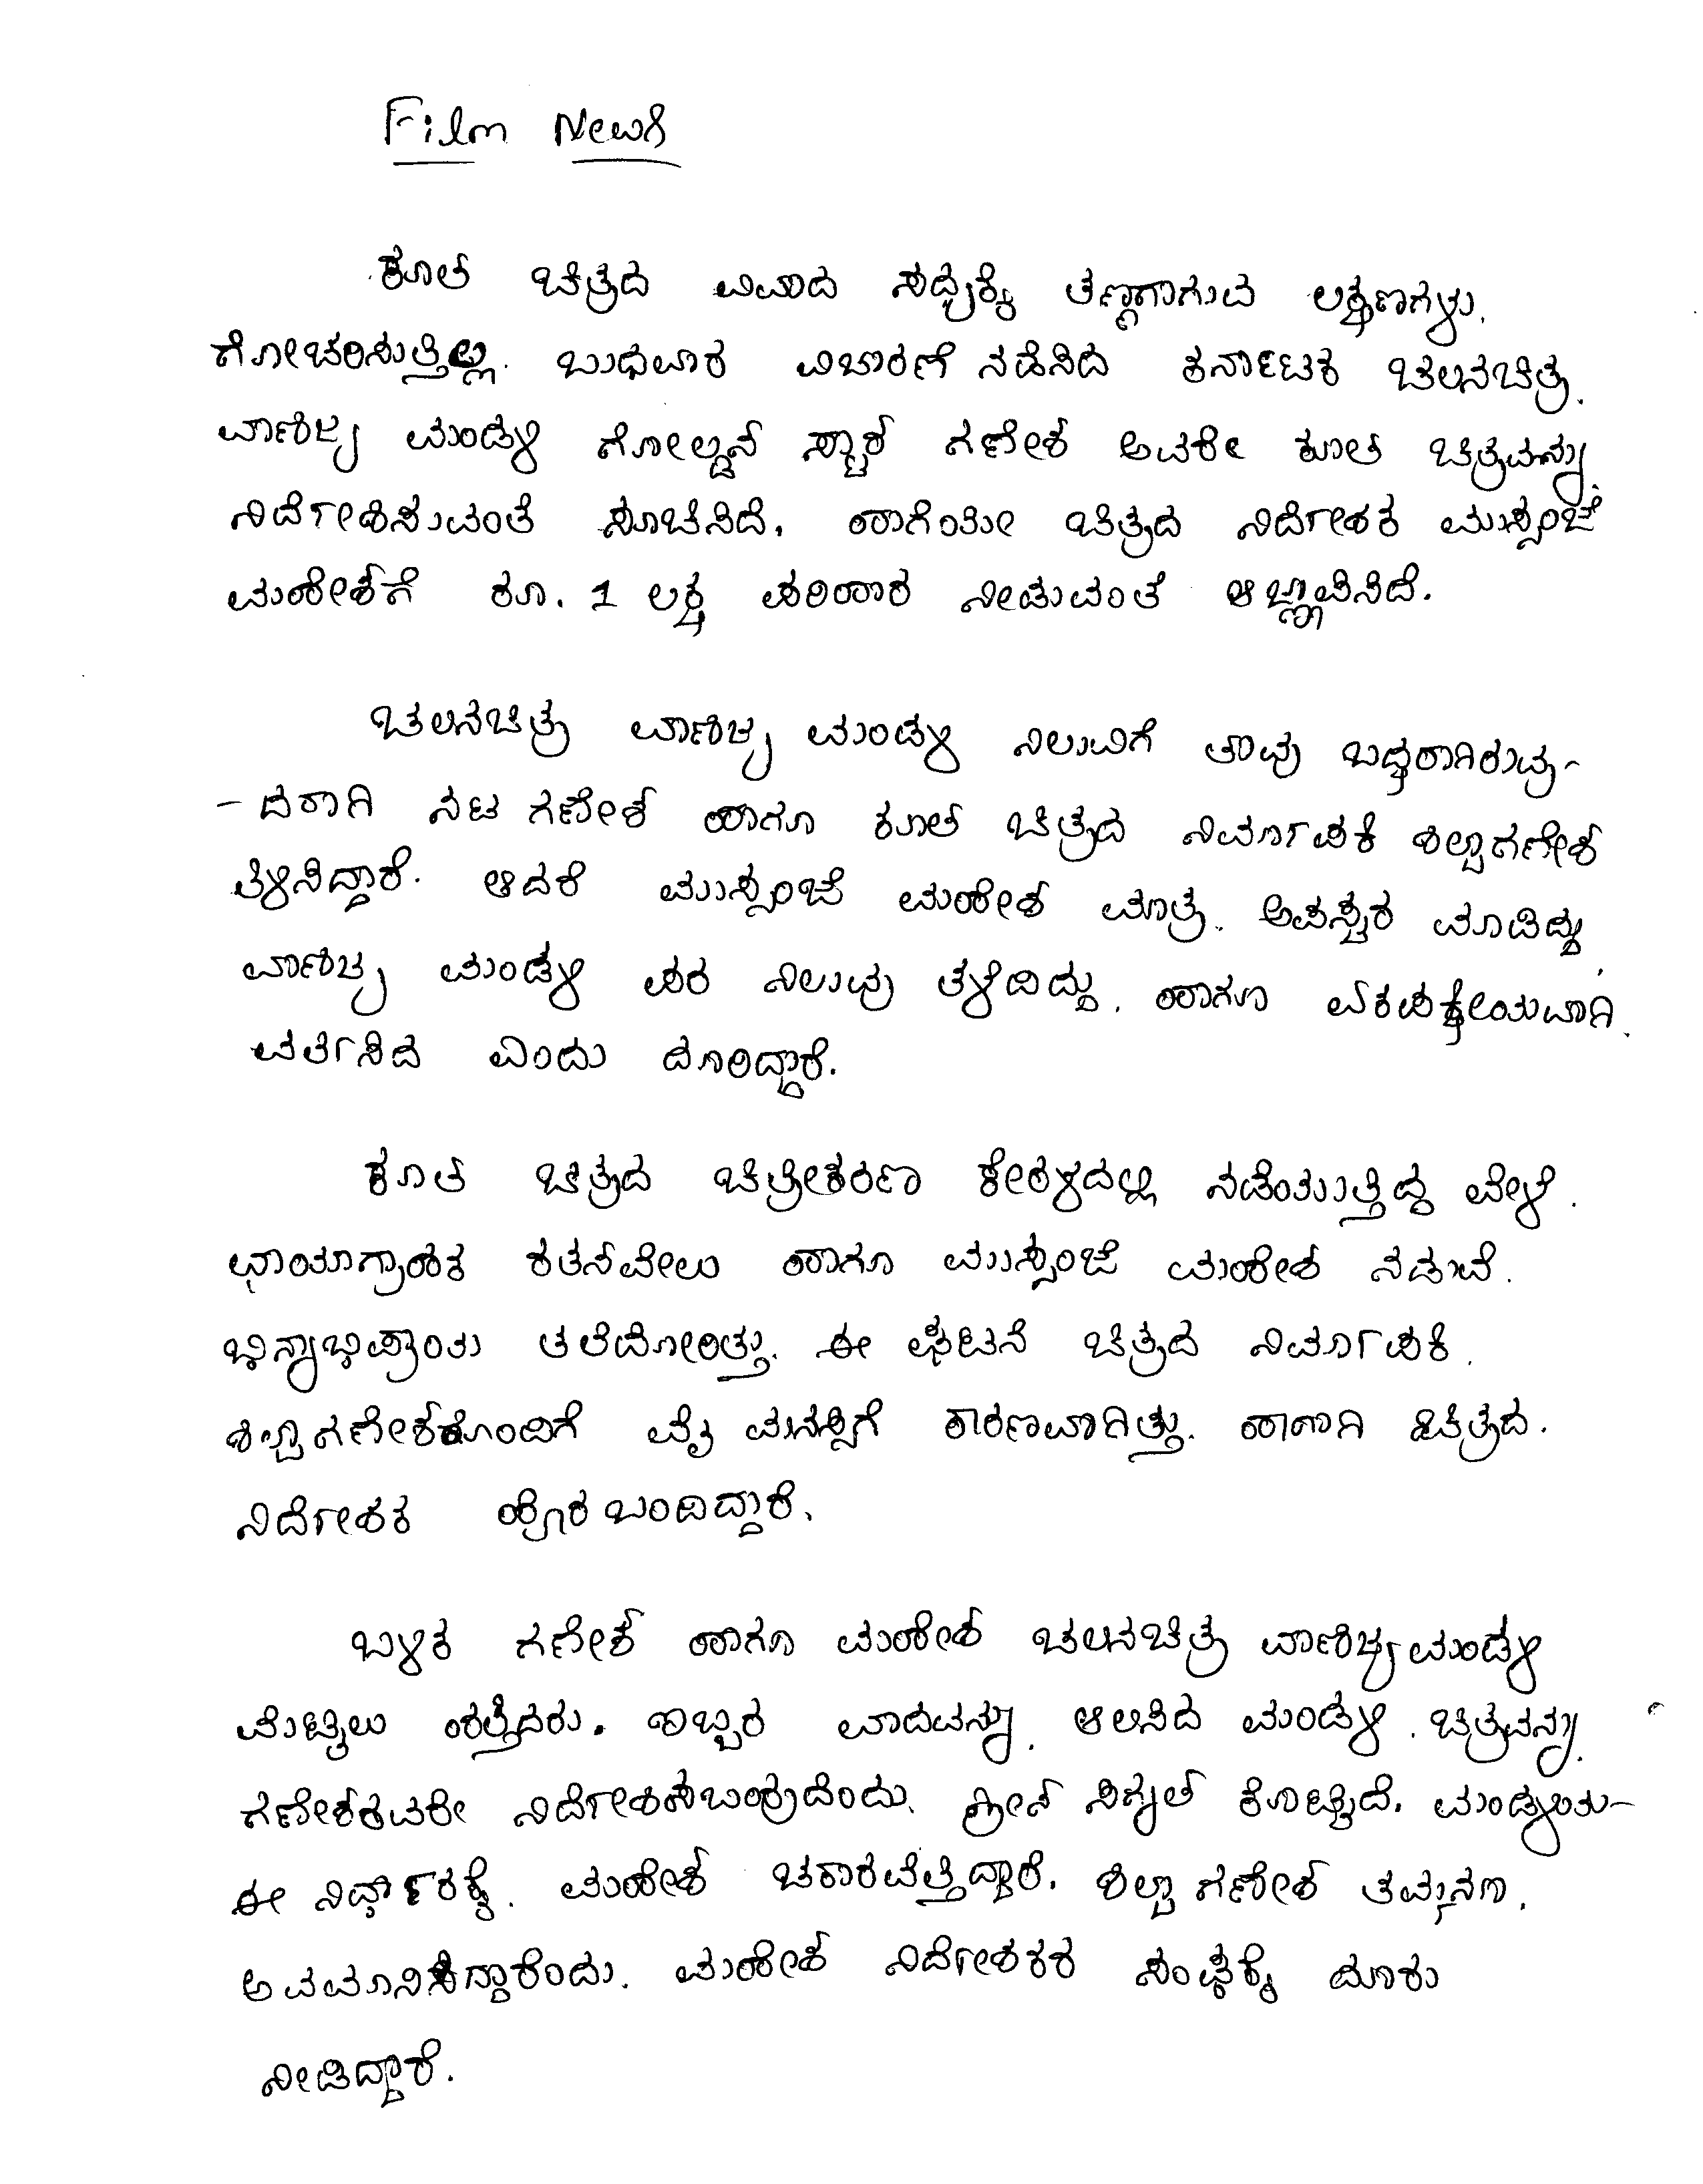 Film News
ಕೂಲ್ ಚಿತ್ರದ ವಿವಾದ ಸದ್ಯಕ್ಕೆ ತಣ್ಣಗಾಗುವ ಲಕ್ಷಣಗಳು
ಗೋಚರಿಸುತ್ತಿಲ್ಲ. ಬುಧವಾರ ವಿಚಾರಣೆ ನಡೆಸಿದ ಕರ್ನಾಟಕ ಚಲನಚಿತ್ರ
ವಾಣಿಜ್ಯ ಮಂಡಳಿ ಗೋಲ್ಡನ್ ಸ್ಟಾರ್ ಗಣೇಶ್ ಅವರೇ ಕೂಲ್ ಚಿತ್ರವನ್ನು
ನಿರ್ದೇಶಿಸುವಂತೆ ಸೂಚಿಸಿದೆ. ಹಾಗೆಯೇ ಚಿತ್ರದ ನಿರ್ದೇಶಕ ಮುಸ್ಸಂಜೆ
ಮಹೇಶ್‌ಗೆ ರೂ. 1 ಲಕ್ಷ ಪರಿಹಾರ ನೀಡುವಂತೆ ಆಜ್ಞಾಪಿಸಿದೆ.
ಚಲನಚಿತ್ರ ವಾಣಿಜ್ಯ ಮಂಡಳಿ ನಿಲುವಿಗೆ ತಾವು ಬದ್ಧರಾಗಿರುವು-
-ದಾಗಿ ನಟ ಗಣೇಶ್ ಹಾಗೂ ಕೂಲ್ ಚಿತ್ರದ ನಿರ್ಮಾಪಕಿ ಶಿಲ್ಪಾಗಣೇಶ್
ತಿಳಿಸಿದ್ದಾರೆ. ಆದರೆ ಮುಸ್ಸಂಜೆ ಮಹೇಶ್ ಮಾತ್ರ ಅಪಸ್ವರ ಮಾಡಿದ್ದು
ವಾಣಿಜ್ಯ ಮಂಡಳಿ ಪರ ನಿಲುವು ತಳೆದಿದ್ದು. ಹಾಗೂ ಏಕಪಕ್ಷೀಯವಾಗಿ
ವರ್ತಿಸಿದೆ ಎಂದು ದೂರಿದ್ದಾರೆ.
ಕೂಲ್ ಚಿತ್ರದ ಚಿತ್ರೀಕರಣ ಕೇರಳದಲ್ಲಿ ನಡೆಯುತ್ತಿದ್ದ ವೇಳೆ.
ಛಾಯಾಗ್ರಾಹಕ ರತನವೇಲು ಹಾಗೂ ಮುಸ್ಸಂಜೆ ಮಹೇಶ್ ನಡುವೆ.
ಭಿನ್ನಾಭಿಪ್ರಾಯ ತಲೆದೋರಿತ್ತು. ಈ ಘಟನೆ ಚಿತ್ರದ ನಿರ್ಮಾಪಕಿ.
ಶಿಲ್ಪಾಗಣೇಶ್‌ರೊಂದಿಗೆ ವೈ ಮನಸ್ಸಿಗೆ ಕಾರಣವಾಗಿತ್ತು. ಹಾಗಾಗಿ ಚಿತ್ರದ.
ನಿರ್ದೇಶಕ ಹೊರ ಬಂದಿದ್ದಾರೆ.
ಬಳಿಕ ಗಣೇಶ್ ಹಾಗೂ ಮಹೇಶ್ ಚಲನಚಿತ್ರ ವಾಣಿಜ್ಯಮಂಡಳಿ
ಮೆಟ್ಟಿಲು ಹತ್ತಿದರು. ಇಬ್ಬರ ವಾದವನ್ನು. ಆಲಿಸಿದ ಮಂಡಳಿ. ಚಿತ್ರವನ್ನು.
ಗಣೇಶ್‌ರವರೇ ನಿರ್ದೇಶಿಸಬಹುದೆಂದು. ಗ್ರೀನ್ ಸಿಗ್ನಲ್ ಕೊಟ್ಟಿದೆ. ಮಂಡಳಿಯ-
ಈ ನಿರ್ಧಾರಕ್ಕೆ. ಮಹೇಶ್ ಚಕಾರವೆತ್ತಿದ್ದಾರೆ. ಶಿಲ್ಪಾ ಗಣೇಶ್ ತಮ್ಮನ್ನು.
ಅವಮಾನಿಸಿದ್ದಾರೆಂದು. ಮಹೇಶ್ ನಿರ್ದೇಶಕರ ಸಂಘಕ್ಕೆ ದೂರು
ನೀಡಿದ್ದಾರೆ.